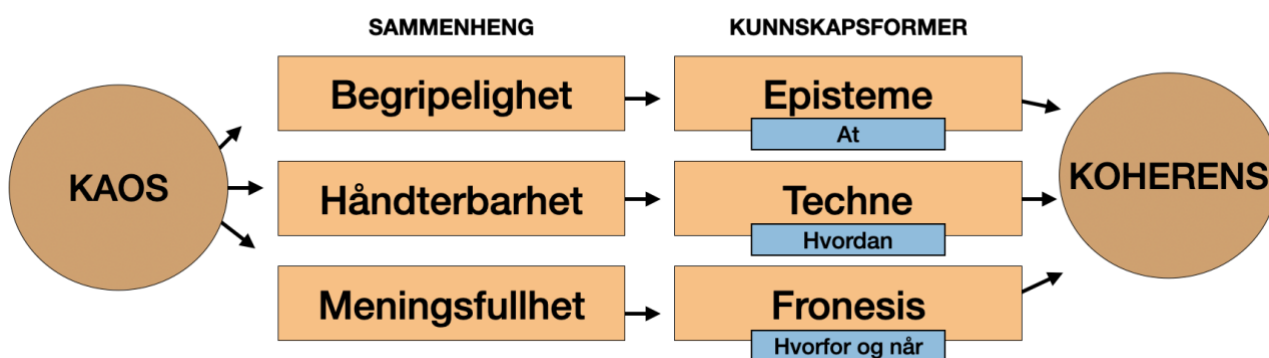 SAMMENHENG
KUNNSKAPSFORMER
KAOS
Begripelighet
Episteme
At
Håndterbarhet
Techne
Hvordan
Meningsfullhet
Fronesis
Hvorfor og når
KOHERENS